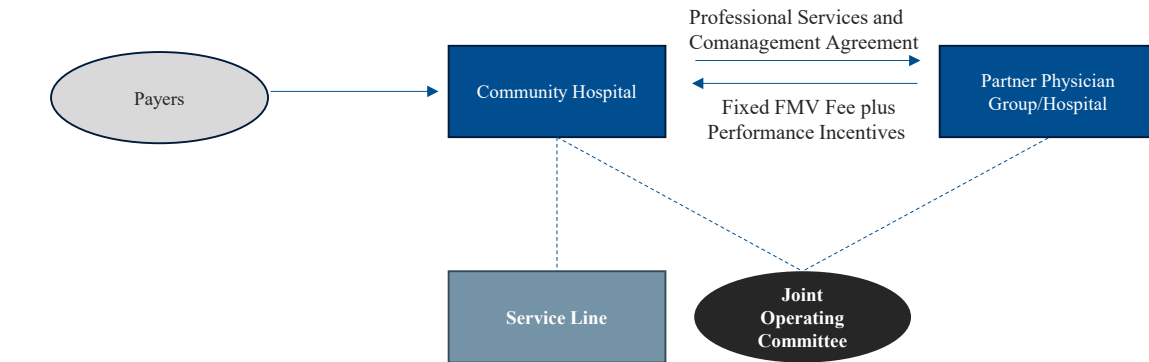 Professional Services and
Comanagement Agreement
Payers
Community Hospital
Partner Physician
Group/Hospital
Fixed FMV Fee plus
Performance Incentives
Service Line
Joint
Operating
Committee